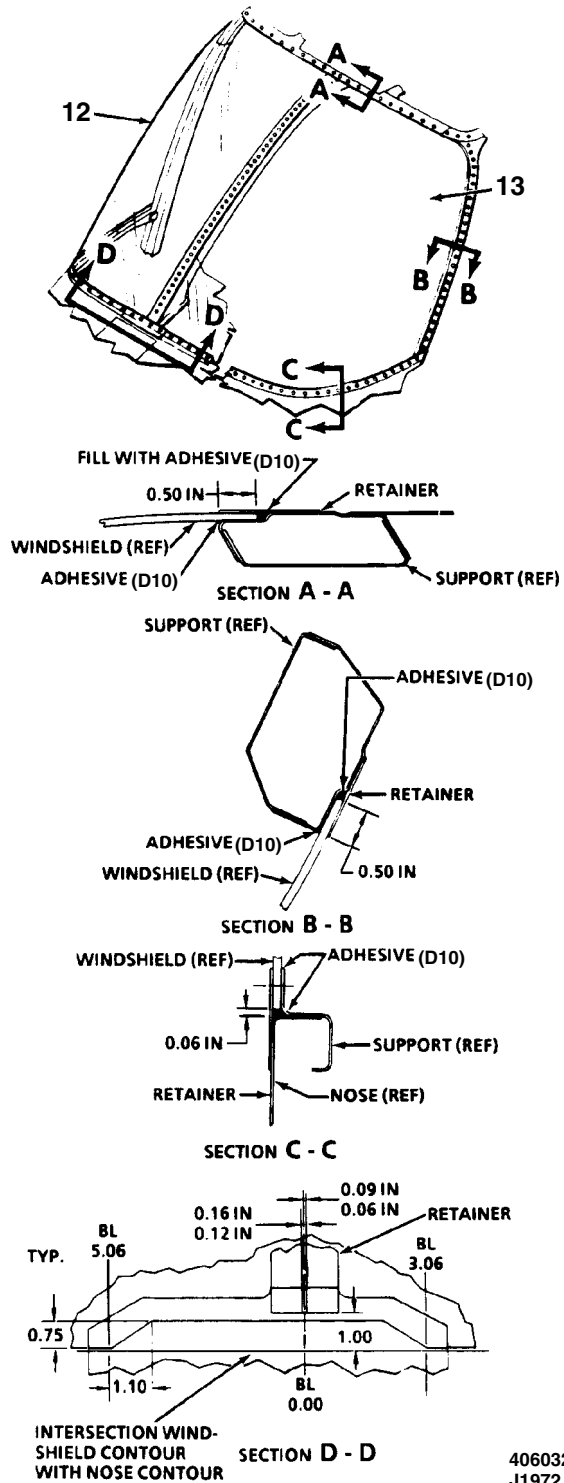 A
A
12
13
D
B
B
D
C
C
FILL WITH ADHESIVE (D10)
0.50 IN
RETAINER
WINDSHIELD (REF)
ADHESIVE (D10)
SUPPORT (REF)
SECTION A - A
SUPPORT (REF)
ADHESIVE (D10)
RETAINER
ADHESIVE (D10)
WINDSHIELD (REF)
0.50 IN
SECTION B - B
WINDSHIELD (REF)
ADHESIVE (D10)
0.06 IN
SUPPORT (REF)
RETAINER
NOSE (REF)
SECTION C - C
0.09 IN
0.06 IN
0.16 IN
0.12 IN
RETAINER
BL
5.06
BL
3.06
TYP.
0.75
1.00
1.10
BL
0.00
INTERSECTION WIND-
SHIELD CONTOUR
WITH NOSE CONTOUR
SECTION D - D
406032
J1972